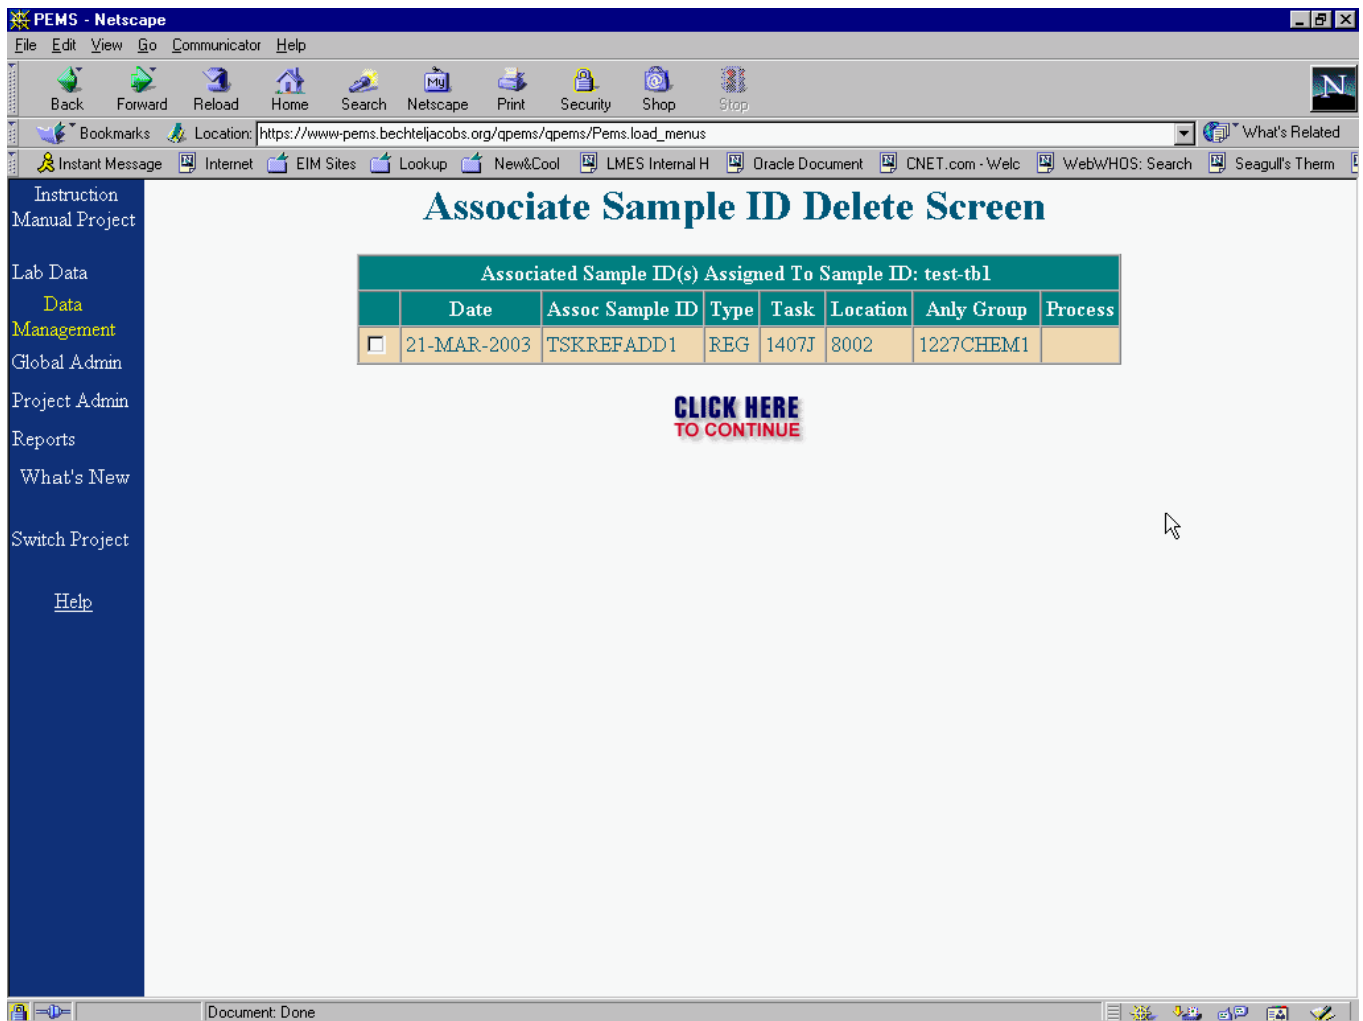 PEMS - Netscape
File Edit View Go Communicator Help
Back Forward Reload Home Search Netscape Print Security Shop Stop
My
N
Bookmarks Location: https://www-pems.bechteljacobs.org/qpems/qpems/Pems.load_menus What's Related
Instant Message Internet EIM Sites Lookup New&Cool LMES Internal H Oracle Document CNET.com - Welc WebWHOS: Search Seagull's Therm
Instruction
Manual Project
Lab Data
Data
Management
Global Admin
Project Admin
Reports
What's New
Switch Project
Help
Associate Sample ID Delete Screen
Associated Sample ID(s) Assigned To Sample ID: test-tb1
Date Assoc Sample ID Type Task Location Anly Group Process
21-MAR-2003 TSKREFADD1 REG 1407J 8002 1227CHEM1
CLICK HERE
TO CONTINUE
Document: Done